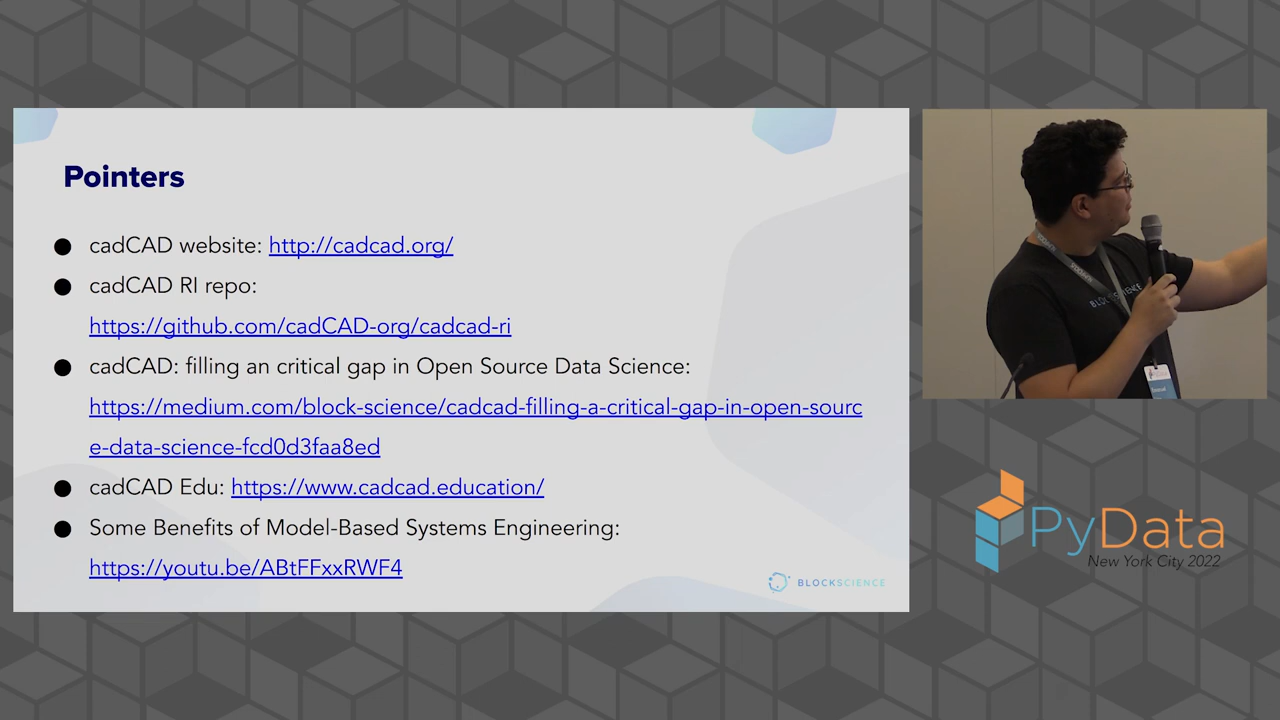 Pointers
● cadCAD website: http://cadcad.org/
● cadCAD RI repo:
https://github.com/cadCAD-org/cadcad-ri
● cadCAD: filling an critical gap in Open Source Data Science:
https://medium.com/block-science/cadcad-filling-a-critical-gap-in-open-sourc
e-data-science-fcd0d3faa8ed
● cadCAD Edu: https://www.cadcad.education/
● Some Benefits of Model-Based Systems Engineering:
https://youtu.be/ABtFFxxRWF4
BLOCKSCIENCE
PyData
New York City 2022